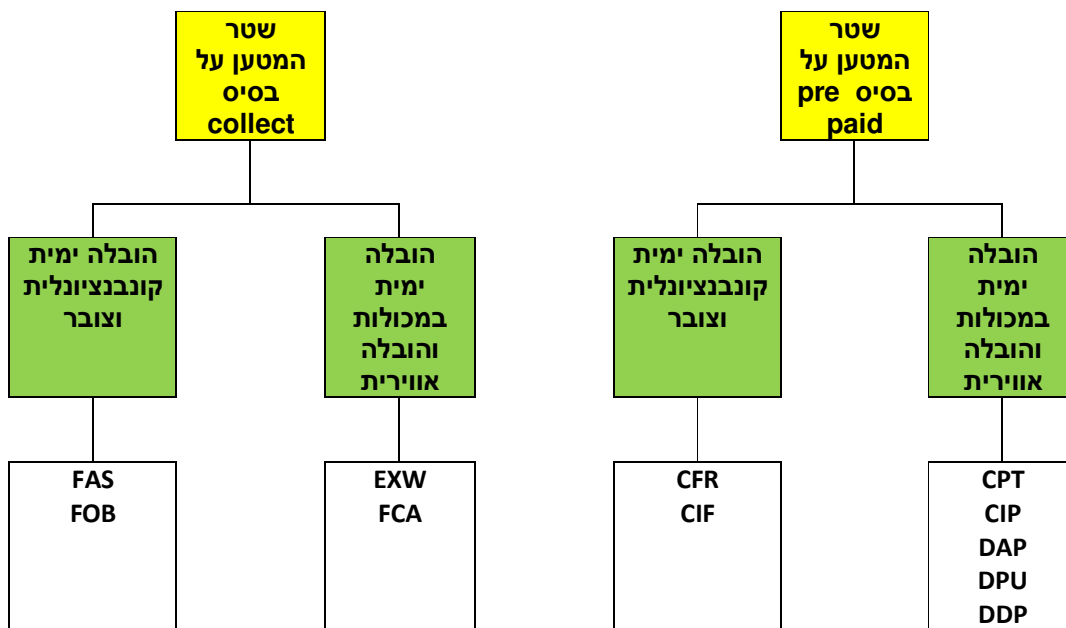 שטר
המטען על
בסיס pre
paid
הובלה
ימית
במכולות
והובלה
אווירית
CPT
CIP
DAP
DPU
DDP
הובלה ימית
קונבנציונלית
וצובר
CFR
CIF
שטר
המטען על
בסיס
collect
הובלה
ימית
במכולות
והובלה
אווירית
EXW
FCA
הובלה ימית
קונבנציונלית
וצובר
FAS
FOB